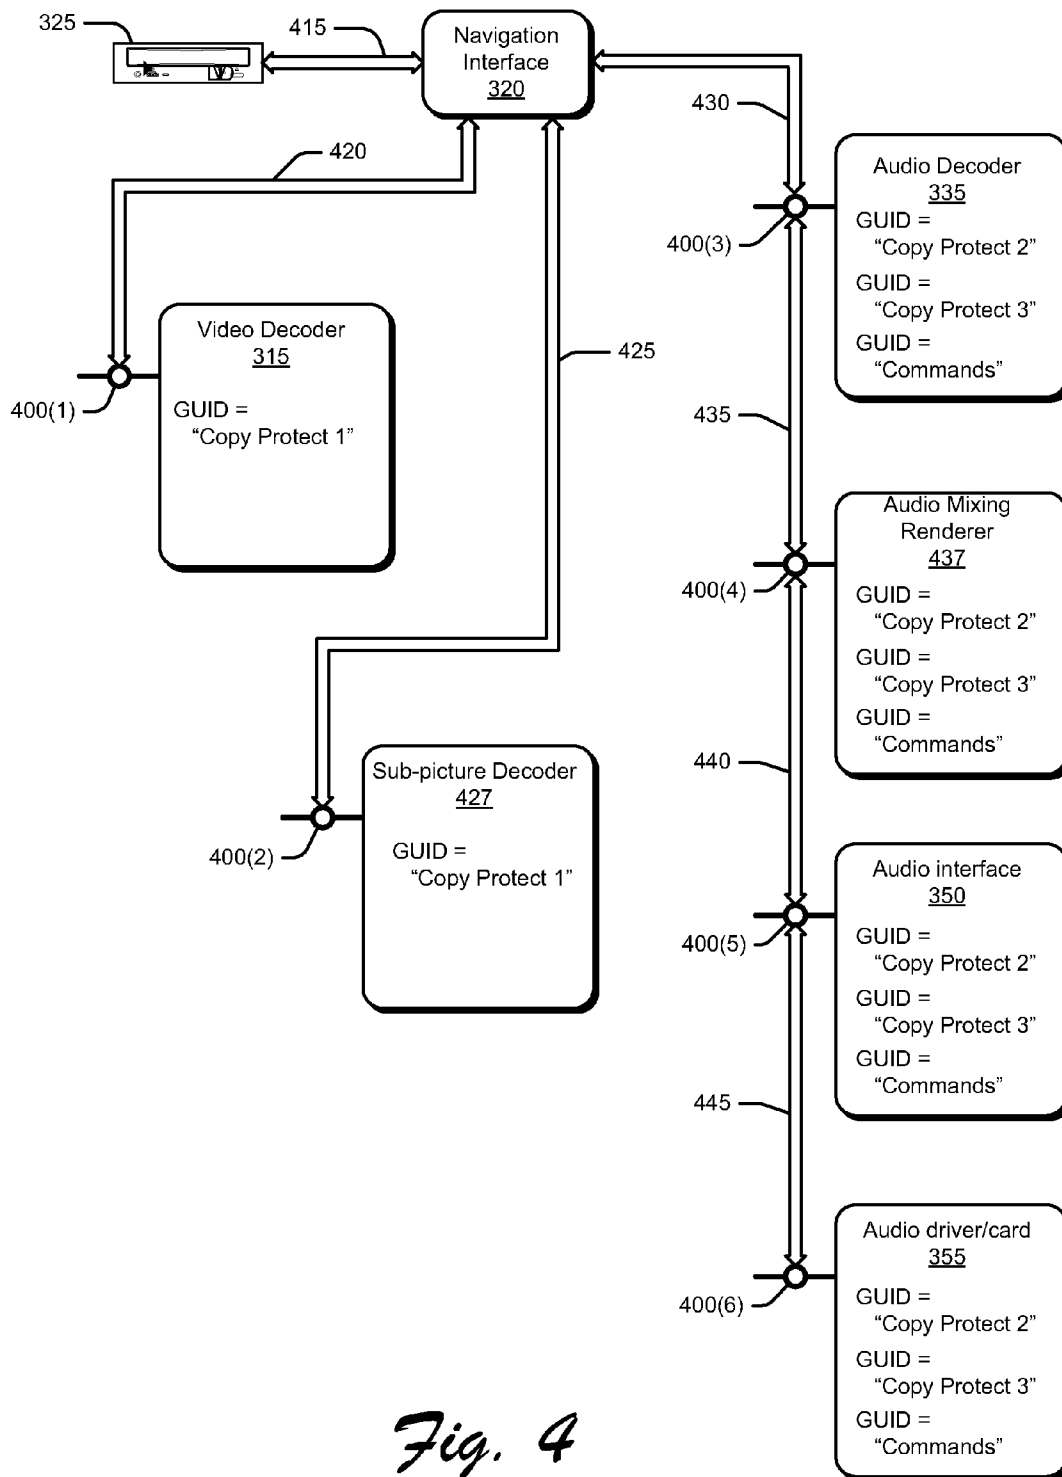 325
415
Navigation
Interface
320
430
420
Audio Decoder
335
GUID =
"Copy Protect 2"
GUID =
"Copy Protect 3"
GUID =
"Commands"
400(3)
Video Decoder
315
GUID =
"Copy Protect 1"
400(1)
425
435
Audio Mixing
Renderer
437
GUID =
"Copy Protect 2"
GUID =
"Copy Protect 3"
GUID =
"Commands"
400(4)
440
Sub-picture Decoder
427
GUID =
"Copy Protect 1"
400(2)
Audio interface
350
GUID =
"Copy Protect 2"
GUID =
"Copy Protect 3"
GUID =
"Commands"
400(5)
445
Audio driver/card
355
GUID =
"Copy Protect 2"
GUID =
"Copy Protect 3"
GUID =
"Commands"
400(6)
Fig. 4